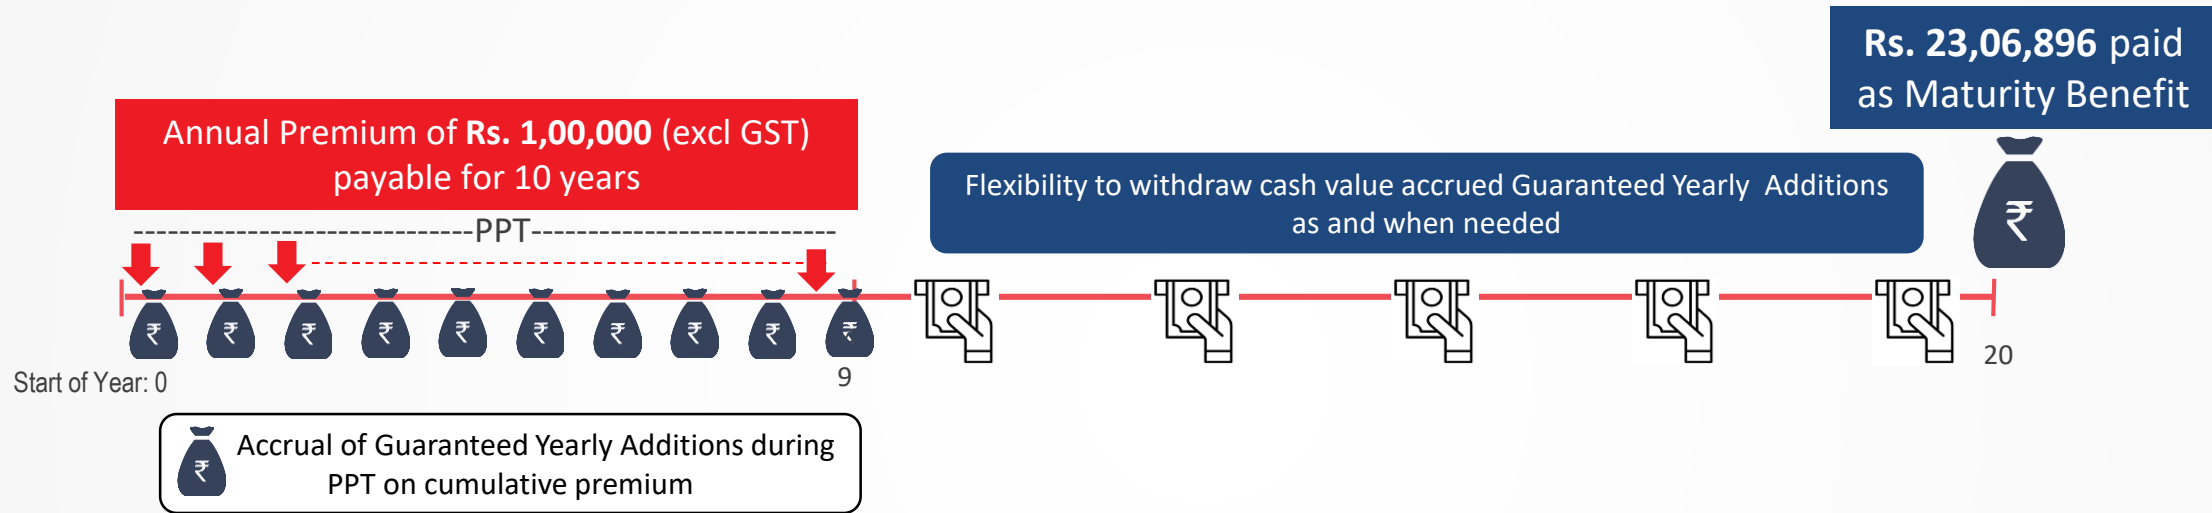 Rs. 23,06,896 paid
as Maturity Benefit
Annual Premium of Rs. 1,00,000 (excl GST)
payable for 10 years
Flexibility to withdraw cash value accrued Guaranteed Yearly Additions
as and when needed
------------------------------PPT---------------------------
₹
₹ ₹ ₹ ₹ ₹ ₹ ₹ ₹ ₹ ₹
Start of Year: 0
9
20
₹
Accrual of Guaranteed Yearly Additions during
PPT on cumulative premium